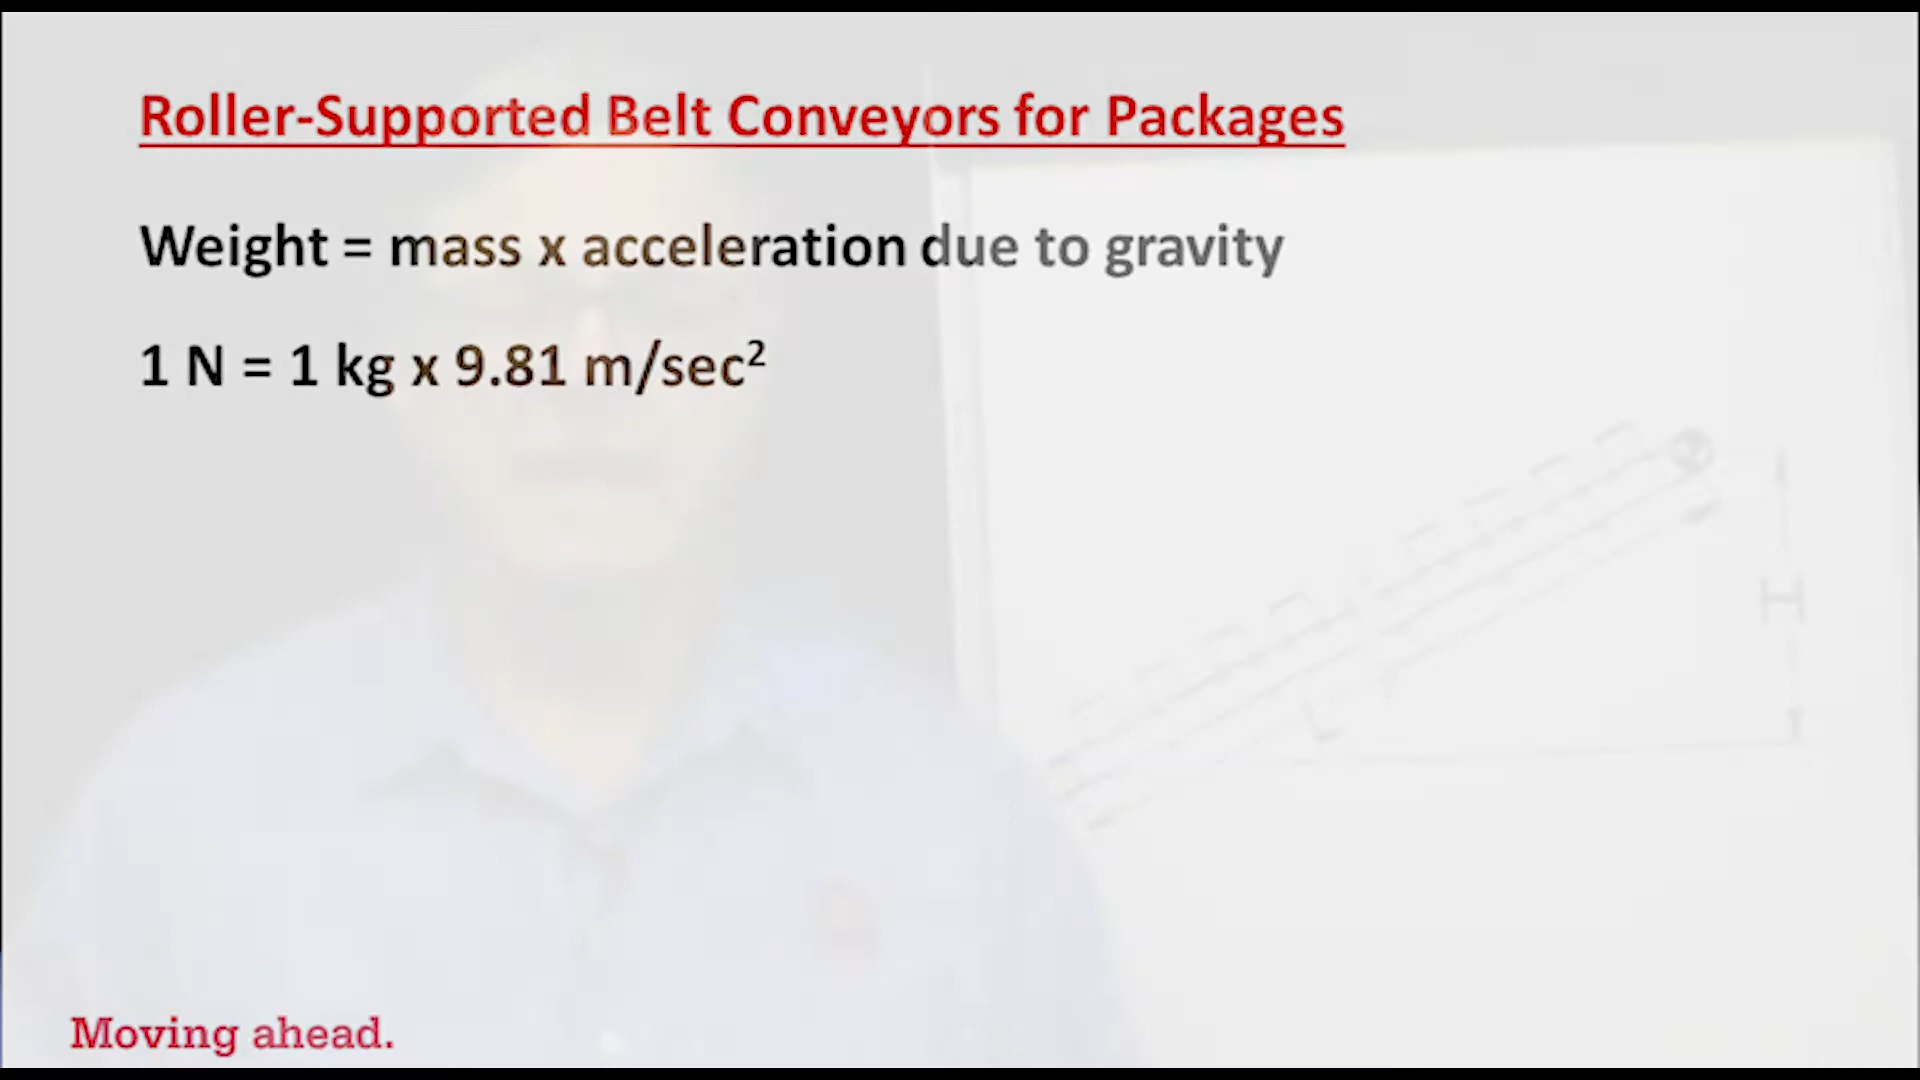 Roller-Supported Belt Conveyors for Packages
Weight = mass x acceleration due to gravity
1 N = 1 kg x 9.81 m/sec²
H
L
Moving ahead.